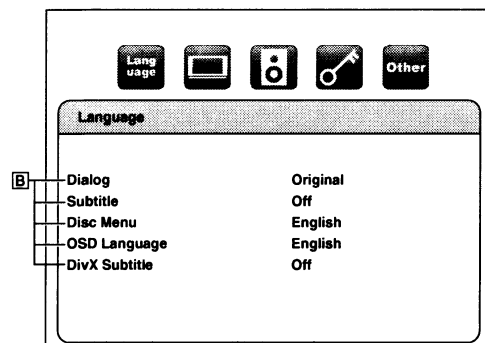 Lang
uage
Other
Language
B
Dialog Original
Subtitle Off
Disc Menu English
OSD Language English
DivX Subtitle Off